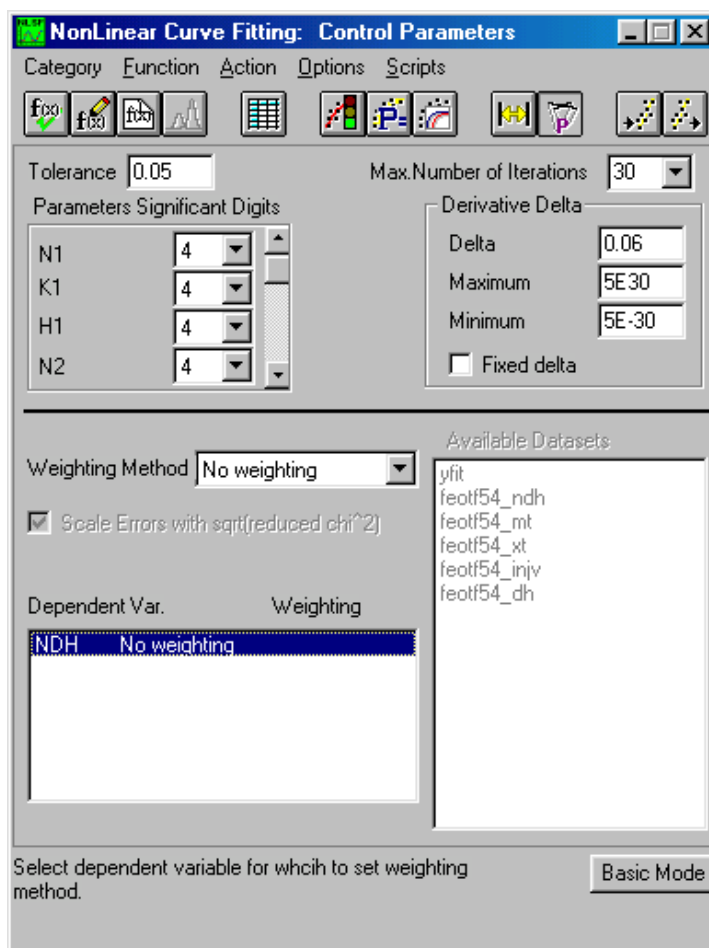 NLSF
NonLinear Curve Fitting: Control Parameters
Category Function Action Options Scripts
f(x) f(x) f(x) P= P
Tolerance 0.05 Max.Number of Iterations 30
Parameters Significant Digits
N1 4
K1 4
H1 4
N2 4
Derivative Delta
Delta 0.06
Maximum 5E30
Minimum 5E-30
Fixed delta
Weighting Method No weighting
Scale Errors with sqrt(reduced chi^2)
Dependent Var. Weighting
NDH No weighting
Available Datasets
yfit
feotf54_ndh
feotf54_mt
feotf54_xt
feotf54_injv
feotf54_dh
Select dependent variable for whcih to set weighting
method.
Basic Mode